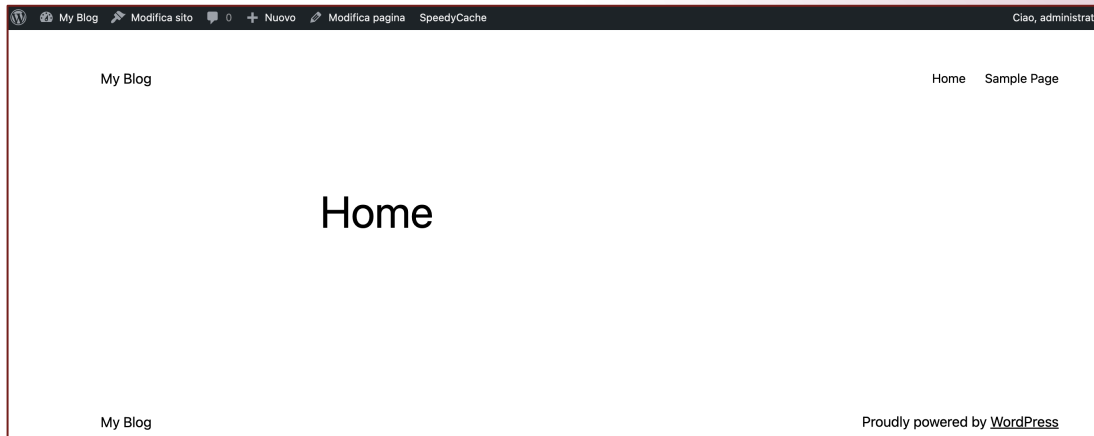 My Blog Modifica sito 0 Nuovo Modifica pagina SpeedyCache Ciao, administrat
My Blog Home Sample Page
Home
My Blog Proudly powered by WordPress